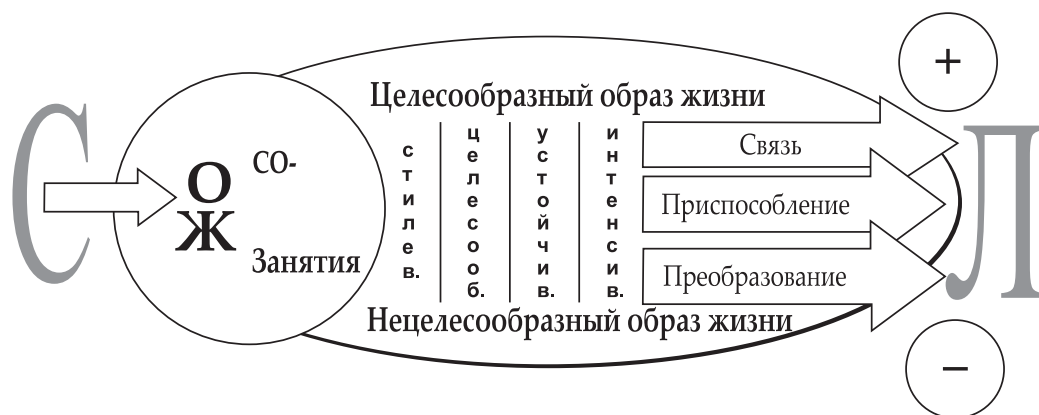 +
Целесообразный образ жизни
С
Л
О
Ж
СО-
Занятия
стилев.
целесооб.
устойчив.
интенсив.
Связь
Приспособление
Преобразование
Нецелесообразный образ жизни
−